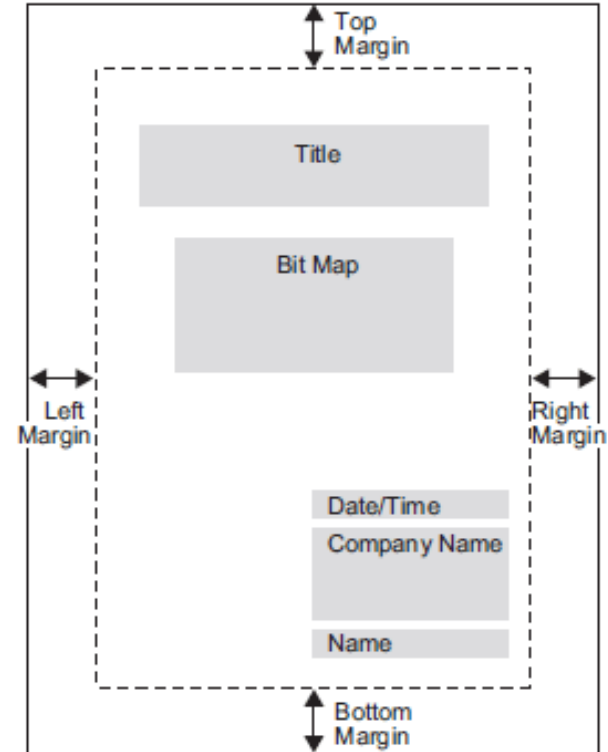 Top
Margin
Title
Bit Map
Left
Margin
Right
Margin
Date/Time
Company Name
Name
Bottom
Margin